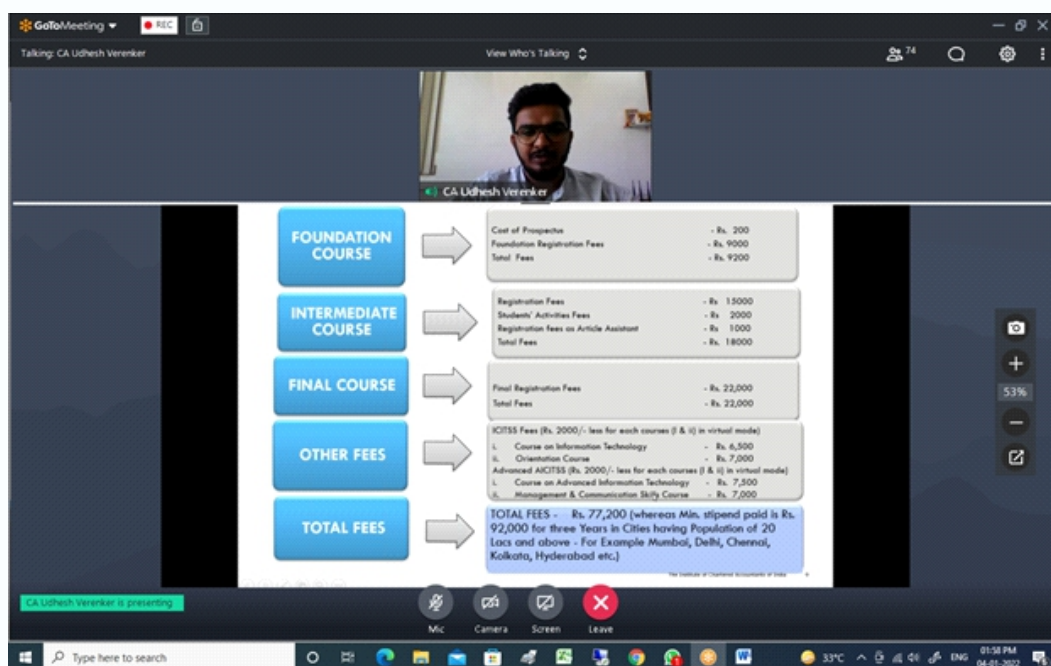 GoToMeeting
REC
Talking: CA Udhesh Verenker
View Who's Talking
74
CA Udhesh Verenker
FOUNDATION
COURSE
Cost of Prospectus - Rs. 200
Foundation Registration Fees - Rs. 9000
Total Fees - Rs. 9200
INTERMEDIATE
COURSE
Registration Fees - Rs 15000
Students' Activities Fees - Rs 2000
Registration fees as Article Assistant - Rs 1000
Total Fees - Rs. 18000
FINAL COURSE
Final Registration Fees - Rs. 22,000
Total Fees - Rs. 22,000
OTHER FEES
ICITSS Fees (Rs. 2000/- less for each courses (I & ii) in virtual mode)
i. Course on Information Technology - Rs. 6,500
ii. Orientation Course - Rs. 7,000
Advanced AICITSS (Rs. 2000/- less for each courses (I & ii) in virtual mode)
i. Course on Advanced Information Technology - Rs. 7,500
ii. Management & Communication Skills Course - Rs. 7,000
TOTAL FEES
TOTAL FEES - Rs. 77,200 (whereas Min. stipend paid is Rs.
92,000 for three Years in Cities having Population of 20
Lacs and above - For Example Mumbai, Delhi, Chennai,
Kolkata, Hyderabad etc.)
The Institute of Chartered Accountants of India
53%
CA Udhesh Verenker is presenting
Mic
Camera
Screen
Leave
Type here to search
33°C
ENG
01:58 PM
04-01-2022